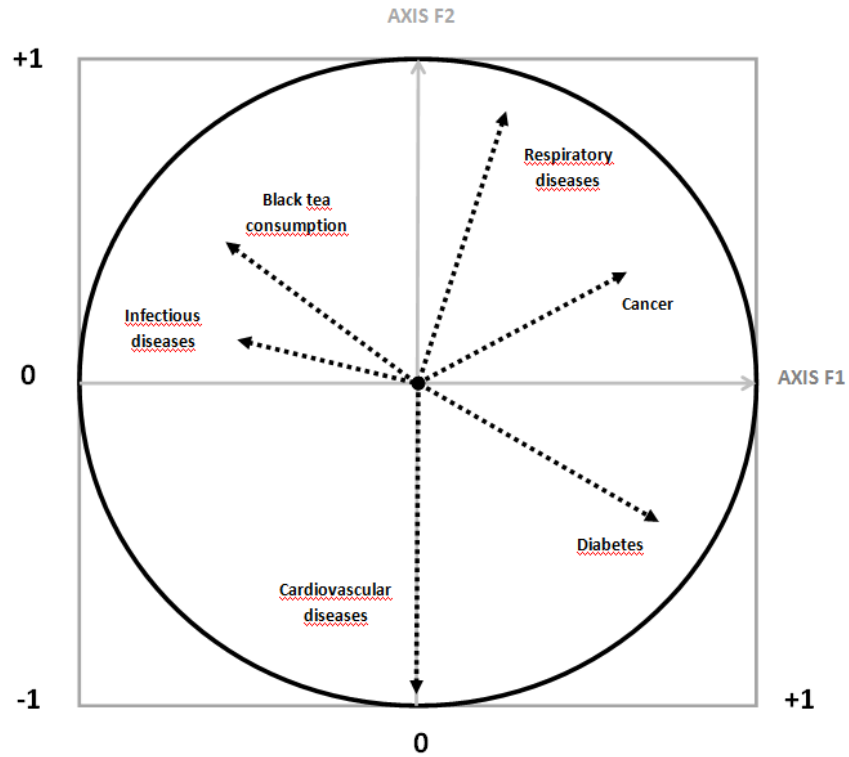 AXIS F2
+1
Respiratory
diseases
Black tea
consumption
Cancer
Infectious
diseases
0
AXIS F1
Diabetes
Cardiovascular
diseases
-1
+1
0